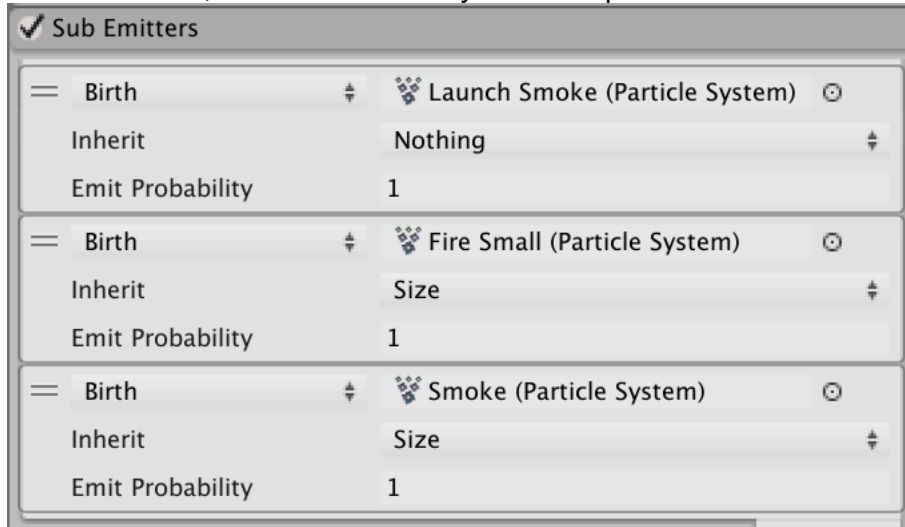 Sub Emitters
Birth Launch Smoke (Particle System)
Inherit Nothing
Emit Probability 1
Birth Fire Small (Particle System)
Inherit Size
Emit Probability 1
Birth Smoke (Particle System)
Inherit Size
Emit Probability 1